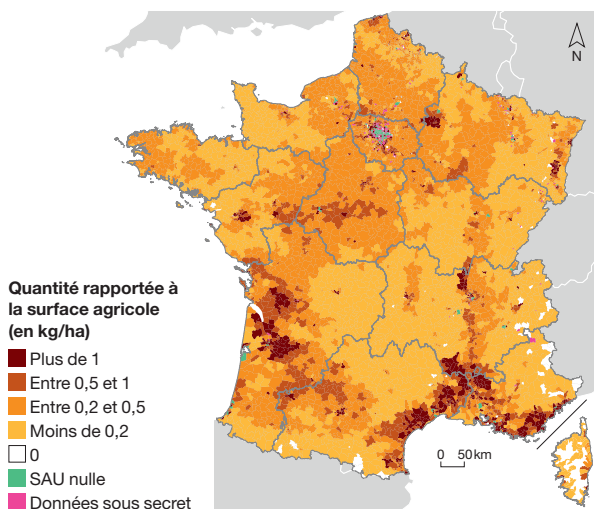 N
Quantité rapportée à
la surface agricole
(en kg/ha)
Plus de 1
Entre 0,5 et 1
Entre 0,2 et 0,5
Moins de 0,2
0
SAU nulle
Données sous secret
0 50 km